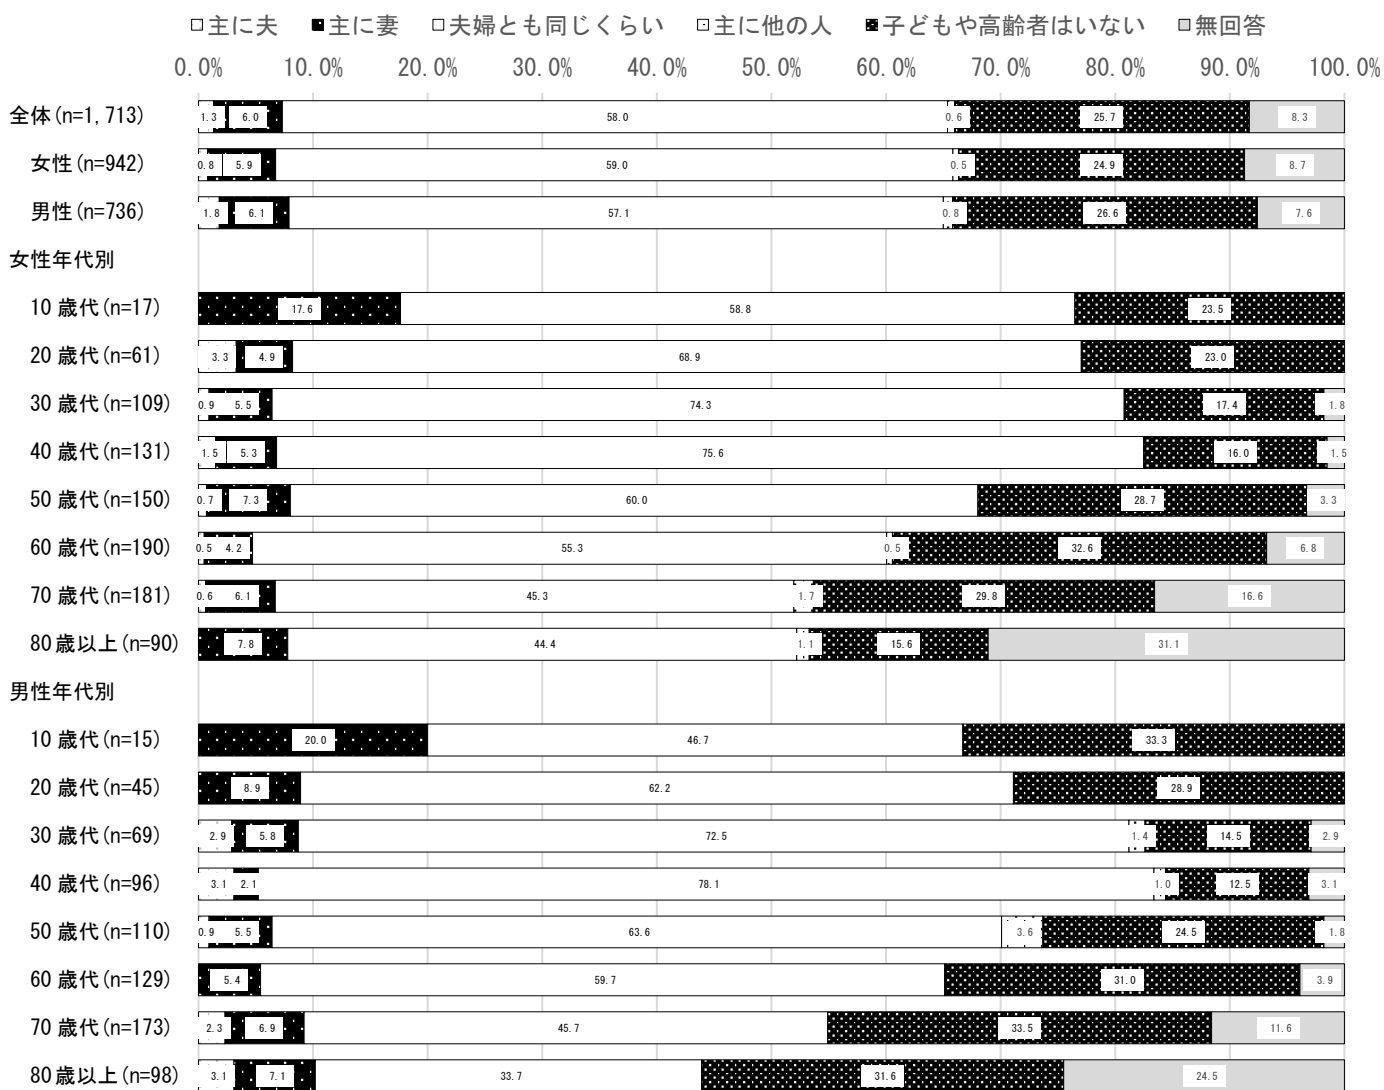 □主に夫 ■主に妻 □夫婦とも同じくらい □主に他の人 ■子どもや高齢者はいない □無回答
0.0% 10.0% 20.0% 30.0% 40.0% 50.0% 60.0% 70.0% 80.0% 90.0% 100.0%
全体(n=1,713) 1.3 6.0 58.0 0.6 25.7 8.3
女性(n=942) 0.8 5.9 59.0 0.5 24.9 8.7
男性(n=736) 1.8 6.1 57.1 0.8 26.6 7.6
女性年代別
10歳代(n=17) 17.6 58.8 23.5
20歳代(n=61) 3.3 4.9 68.9 23.0
30歳代(n=109) 0.9 5.5 74.3 17.4 1.8
40歳代(n=131) 1.5 5.3 75.6 16.0 1.5
50歳代(n=150) 0.7 7.3 60.0 28.7 3.3
60歳代(n=190) 0.5 4.2 55.3 0.5 32.6 6.8
70歳代(n=181) 0.6 6.1 45.3 1.7 29.8 16.6
80歳以上(n=90) 7.8 44.4 1.1 15.6 31.1
男性年代別
10歳代(n=15) 20.0 46.7 33.3
20歳代(n=45) 8.9 62.2 28.9
30歳代(n=69) 2.9 5.8 72.5 1.4 14.5 2.9
40歳代(n=96) 3.1 2.1 78.1 1.0 12.5 3.1
50歳代(n=110) 0.9 5.5 63.6 3.6 24.5 1.8
60歳代(n=129) 5.4 59.7 31.0 3.9
70歳代(n=173) 2.3 6.9 45.7 33.5 11.6
80歳以上(n=98) 3.1 7.1 33.7 31.6 24.5